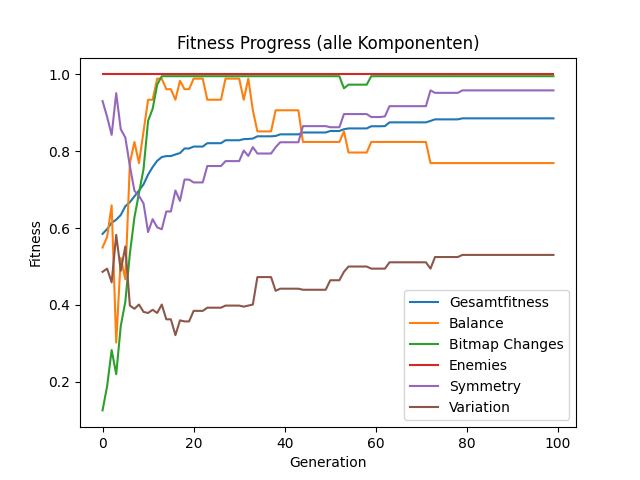 Fitness Progress (alle Komponenten)
1.0
0.8
0.6
0.4
0.2
Fitness
0
20
40
60
80
100
Generation
Gesamtfitness
Balance
Bitmap Changes
Enemies
Symmetry
Variation